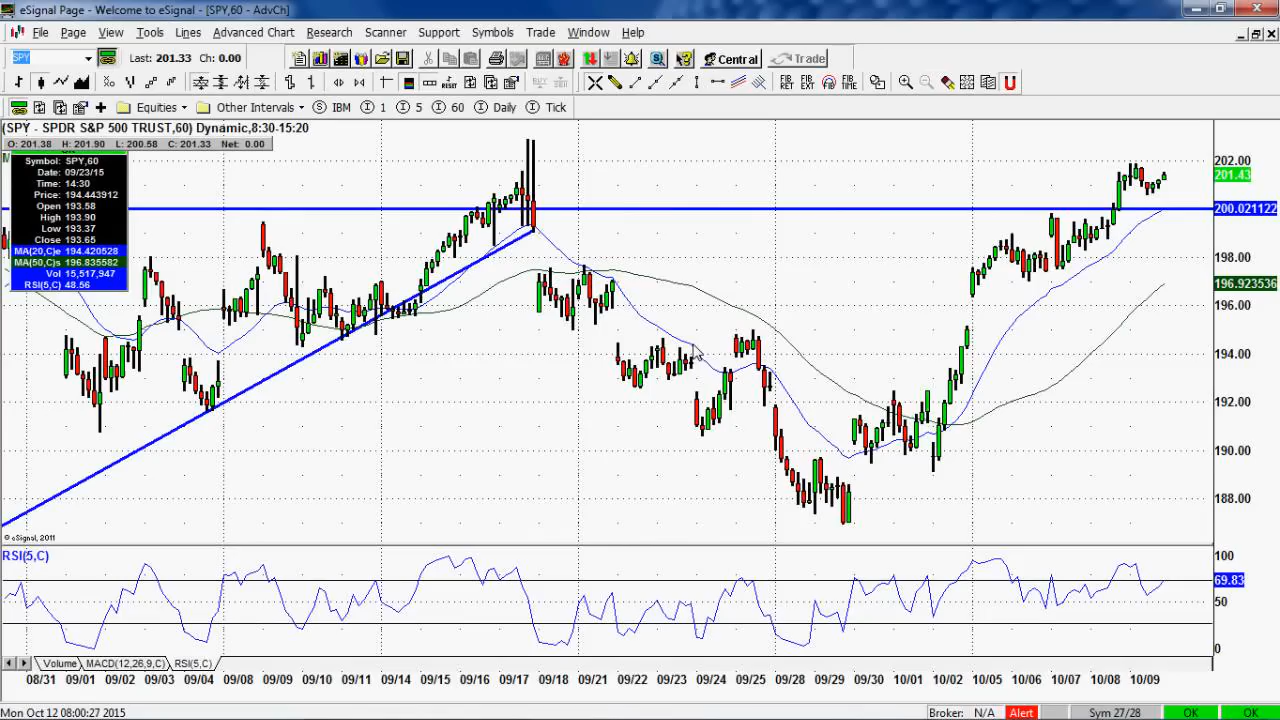 eSignal Page - Welcome to eSignal - [SPY,60 - AdvCh]
File Page View Tools Lines Advanced Chart Research Scanner Support Symbols Trade Window Help
SPY Last: 201.33 Ch: 0.00 Central Trade
RESET BUY SELL FIB RET FIB EXT FIB FIB TIME
Equities Other Intervals S IBM I 1 I 5 I 60 I Daily I Tick
(SPY - SPDR S&P 500 TRUST,60) Dynamic,8:30-15:20
O: 201.38 H: 201.90 L: 200.58 C: 201.33 Net: 0.00
Symbol: SPY,60
Date: 09/23/15
Time: 14:30
Price: 194.443912
Open 193.58
High 193.90
Low 193.37
Close 193.65
MA(20,C)e 194.420528
MA(50,C)s 196.835582
Vol 15,517,947
RSI(5,C) 48.56
202.00
201.43
200.021122
198.00
196.923536
196.00
194.00
192.00
190.00
188.00
© eSignal, 2011
RSI(5,C)
100
69.83
50
0
Volume MACD(12,26,9,C) RSI(5,C)
08/31 09/01 09/02 09/03 09/04 09/08 09/09 09/10 09/11 09/14 09/15 09/16 09/17 09/18 09/21 09/22 09/23 09/24 09/25 09/28 09/29 09/30 10/01 10/02 10/05 10/06 10/07 10/08 10/09
Mon Oct 12 08:00:27 2015 Broker: N/A Alert Sym 27/28 OK OK